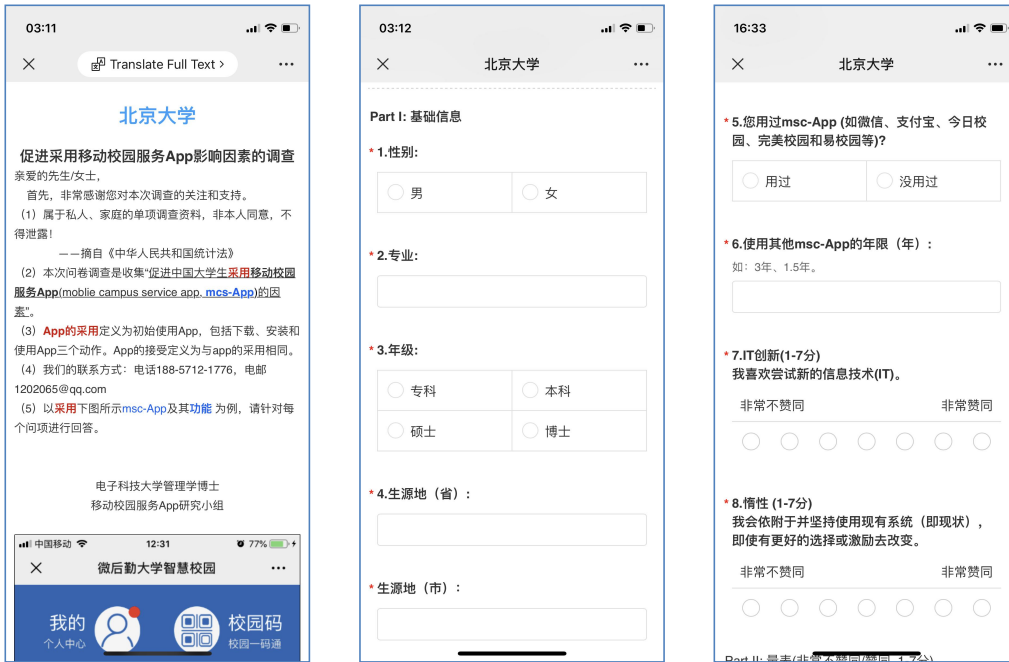 03:11
Translate Full Text >
北京大学
促进采用移动校园服务App影响因素的调查
亲爱的先生/女士,
首先，非常感谢您对本次调查的关注和支持。
（1）属于私人、家庭的单项调查资料，非本人同意，不
得泄露！
——摘自《中华人民共和国统计法》
（2）本次问卷调查是收集“促进中国大学生采用移动校园
服务App(moblie campus service app, mcs-App)的因
素”。
（3）App的采用定义为初始使用App，包括下载、安装和
使用App三个动作。App的接受定义为与app的采用相同。
（4）我们的联系方式：电话188-5712-1776，电邮
1202065@qq.com
（5）以采用下图所示msc-App及其功能 为例，请针对每
个问项进行回答。
电子科技大学管理学博士
移动校园服务App研究小组
中国移动 12:31 77%
微后勤大学智慧校园
我的 校园码
个人中心 校园一码通
03:12
北京大学
Part I: 基础信息
* 1.性别:
男 女
* 2.专业:
* 3.年级:
专科 本科
硕士 博士
* 4.生源地（省）:
* 生源地（市）:
16:33
北京大学
* 5.您用过msc-App (如微信、支付宝、今日校
园、完美校园和易校园等)?
用过 没用过
* 6.使用其他msc-App的年限（年）:
如：3年、1.5年。
* 7.IT创新(1-7分)
我喜欢尝试新的信息技术(IT)。
非常不赞同 非常赞同
* 8.惰性 (1-7分)
我会依附于并坚持使用现有系统（即现状），
即使有更好的选择或激励去改变。
非常不赞同 非常赞同
Part II: 量表(非常不赞同/赞同, 1-7分)